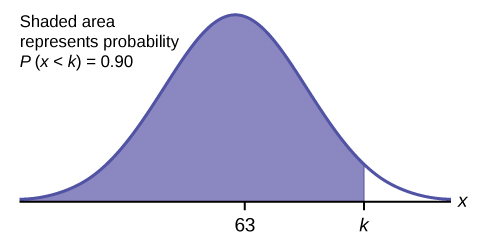 Shaded area
represents probability
P (x < k) = 0.90
x
63
k